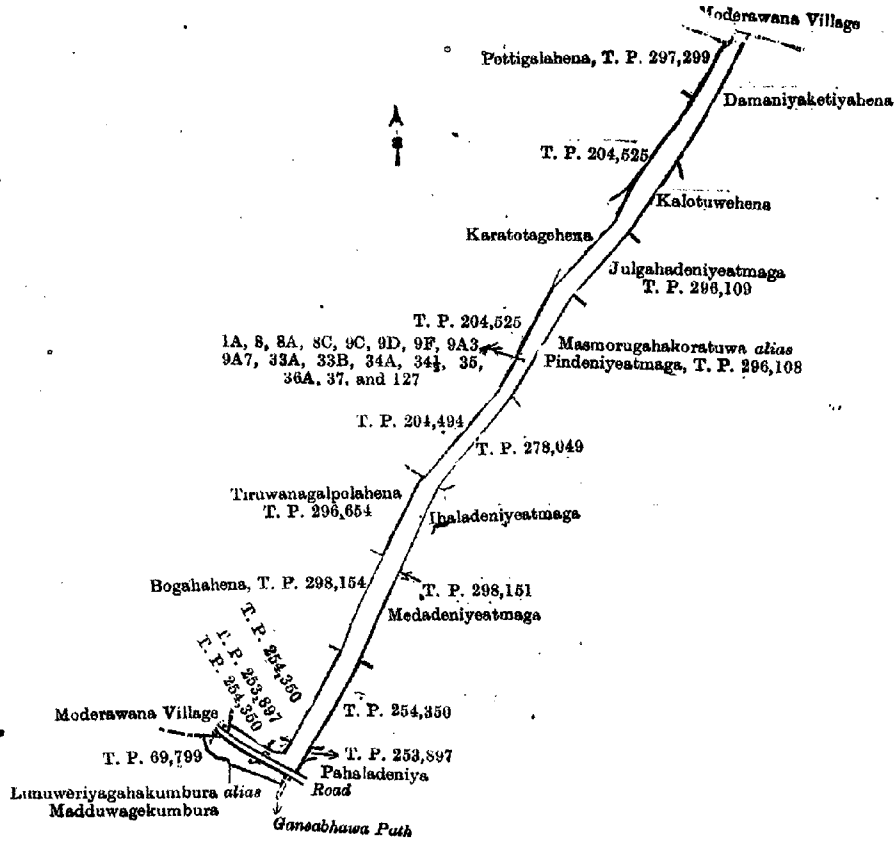 Moderawana Village
Pottigalahena, T. P. 297,299
Damaniyaketiyahena
T. P. 204,525
Kalotuwehena
Karatotagehena
Julgahadeniyeatmaga
T. P. 296,109
T. P. 204,525
1A, 8, 8A, 8C, 9C, 9D, 9F, 9A3,
9A7, 33A, 33B, 34A, 34½, 35,
36A, 37, and 127
Masmorugahakoratuwa alias
Pindeniyeatmaga, T. P. 296,108
T. P. 204,494
T. P. 278,049
Tiruwanagalpolahena
T. P. 296,654
Ihaladeniyeatmaga
Bogahahena, T. P. 298,154
T. P. 298,151
Medadeniyeatmaga
T. P. 254,350
T. P. 253,897
T. P. 254,350
Moderawana Village
T. P. 254,350
T. P. 69,799
T. P. 253,897
Pahaladeniya
Lunuweriyagahakumbura alias
Madduwagekumbura
Road
Gansabhawa Path